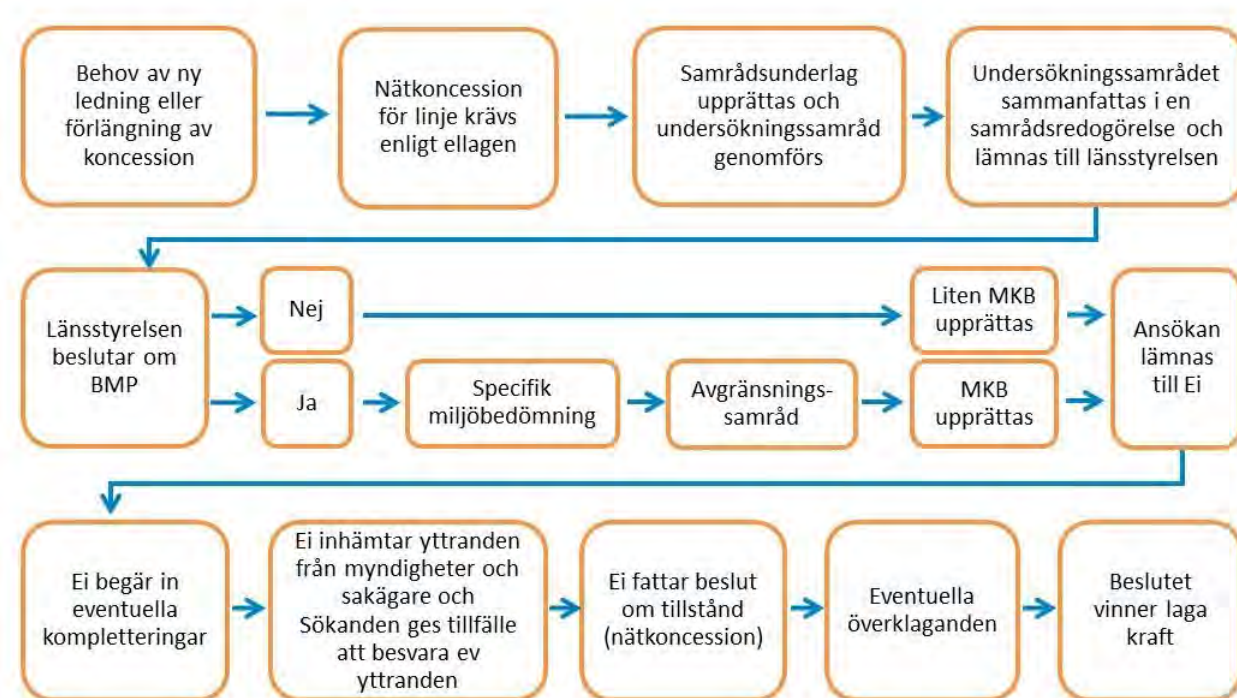 Behov av ny
ledning eller
förlängning av
koncession
Nätkoncession
för linje krävs
enligt ellagen
Samrådsunderlag
upprättas och
undersökningssamråd
genomförs
Undersökningssamrådet
sammanfattas i en
samrådsredogörelse och
lämnas till länsstyrelsen
Länsstyrelsen
beslutar om
BMP
Nej
Liten MKB
upprättas
Ja
Specifik
miljöbedömning
Avgränsnings-
samråd
MKB
upprättas
Ansökan
lämnas
till Ei
Ei begär in
eventuella
kompletteringar
Ei inhämtar yttranden
från myndigheter och
sakägare och
Sökanden ges tillfälle
att besvara ev
yttranden
Ei fattar beslut
om tillstånd
(nätkoncession)
Eventuella
överklaganden
Beslutet
vinner laga
kraft